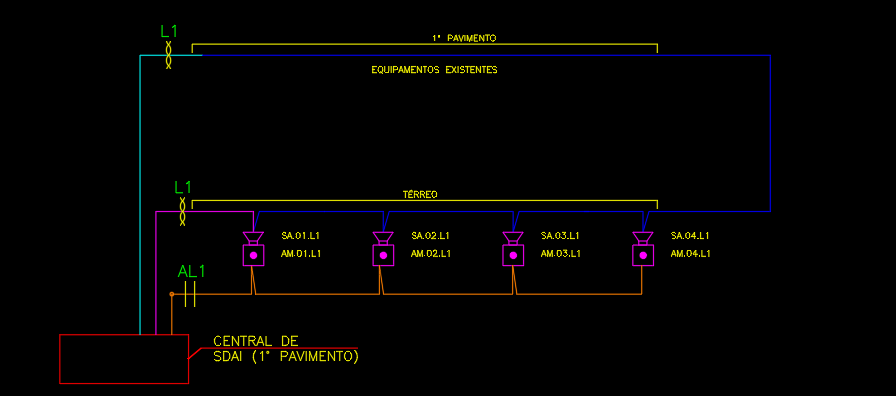 L1
1° PAVIMENTO
EQUIPAMENTOS EXISTENTES
L1
TÉRREO
SA.01.L1
AM.01.L1
SA.02.L1
AM.02.L1
SA.03.L1
AM.03.L1
SA.04.L1
AM.04.L1
AL1
CENTRAL DE
SDAI (1° PAVIMENTO)